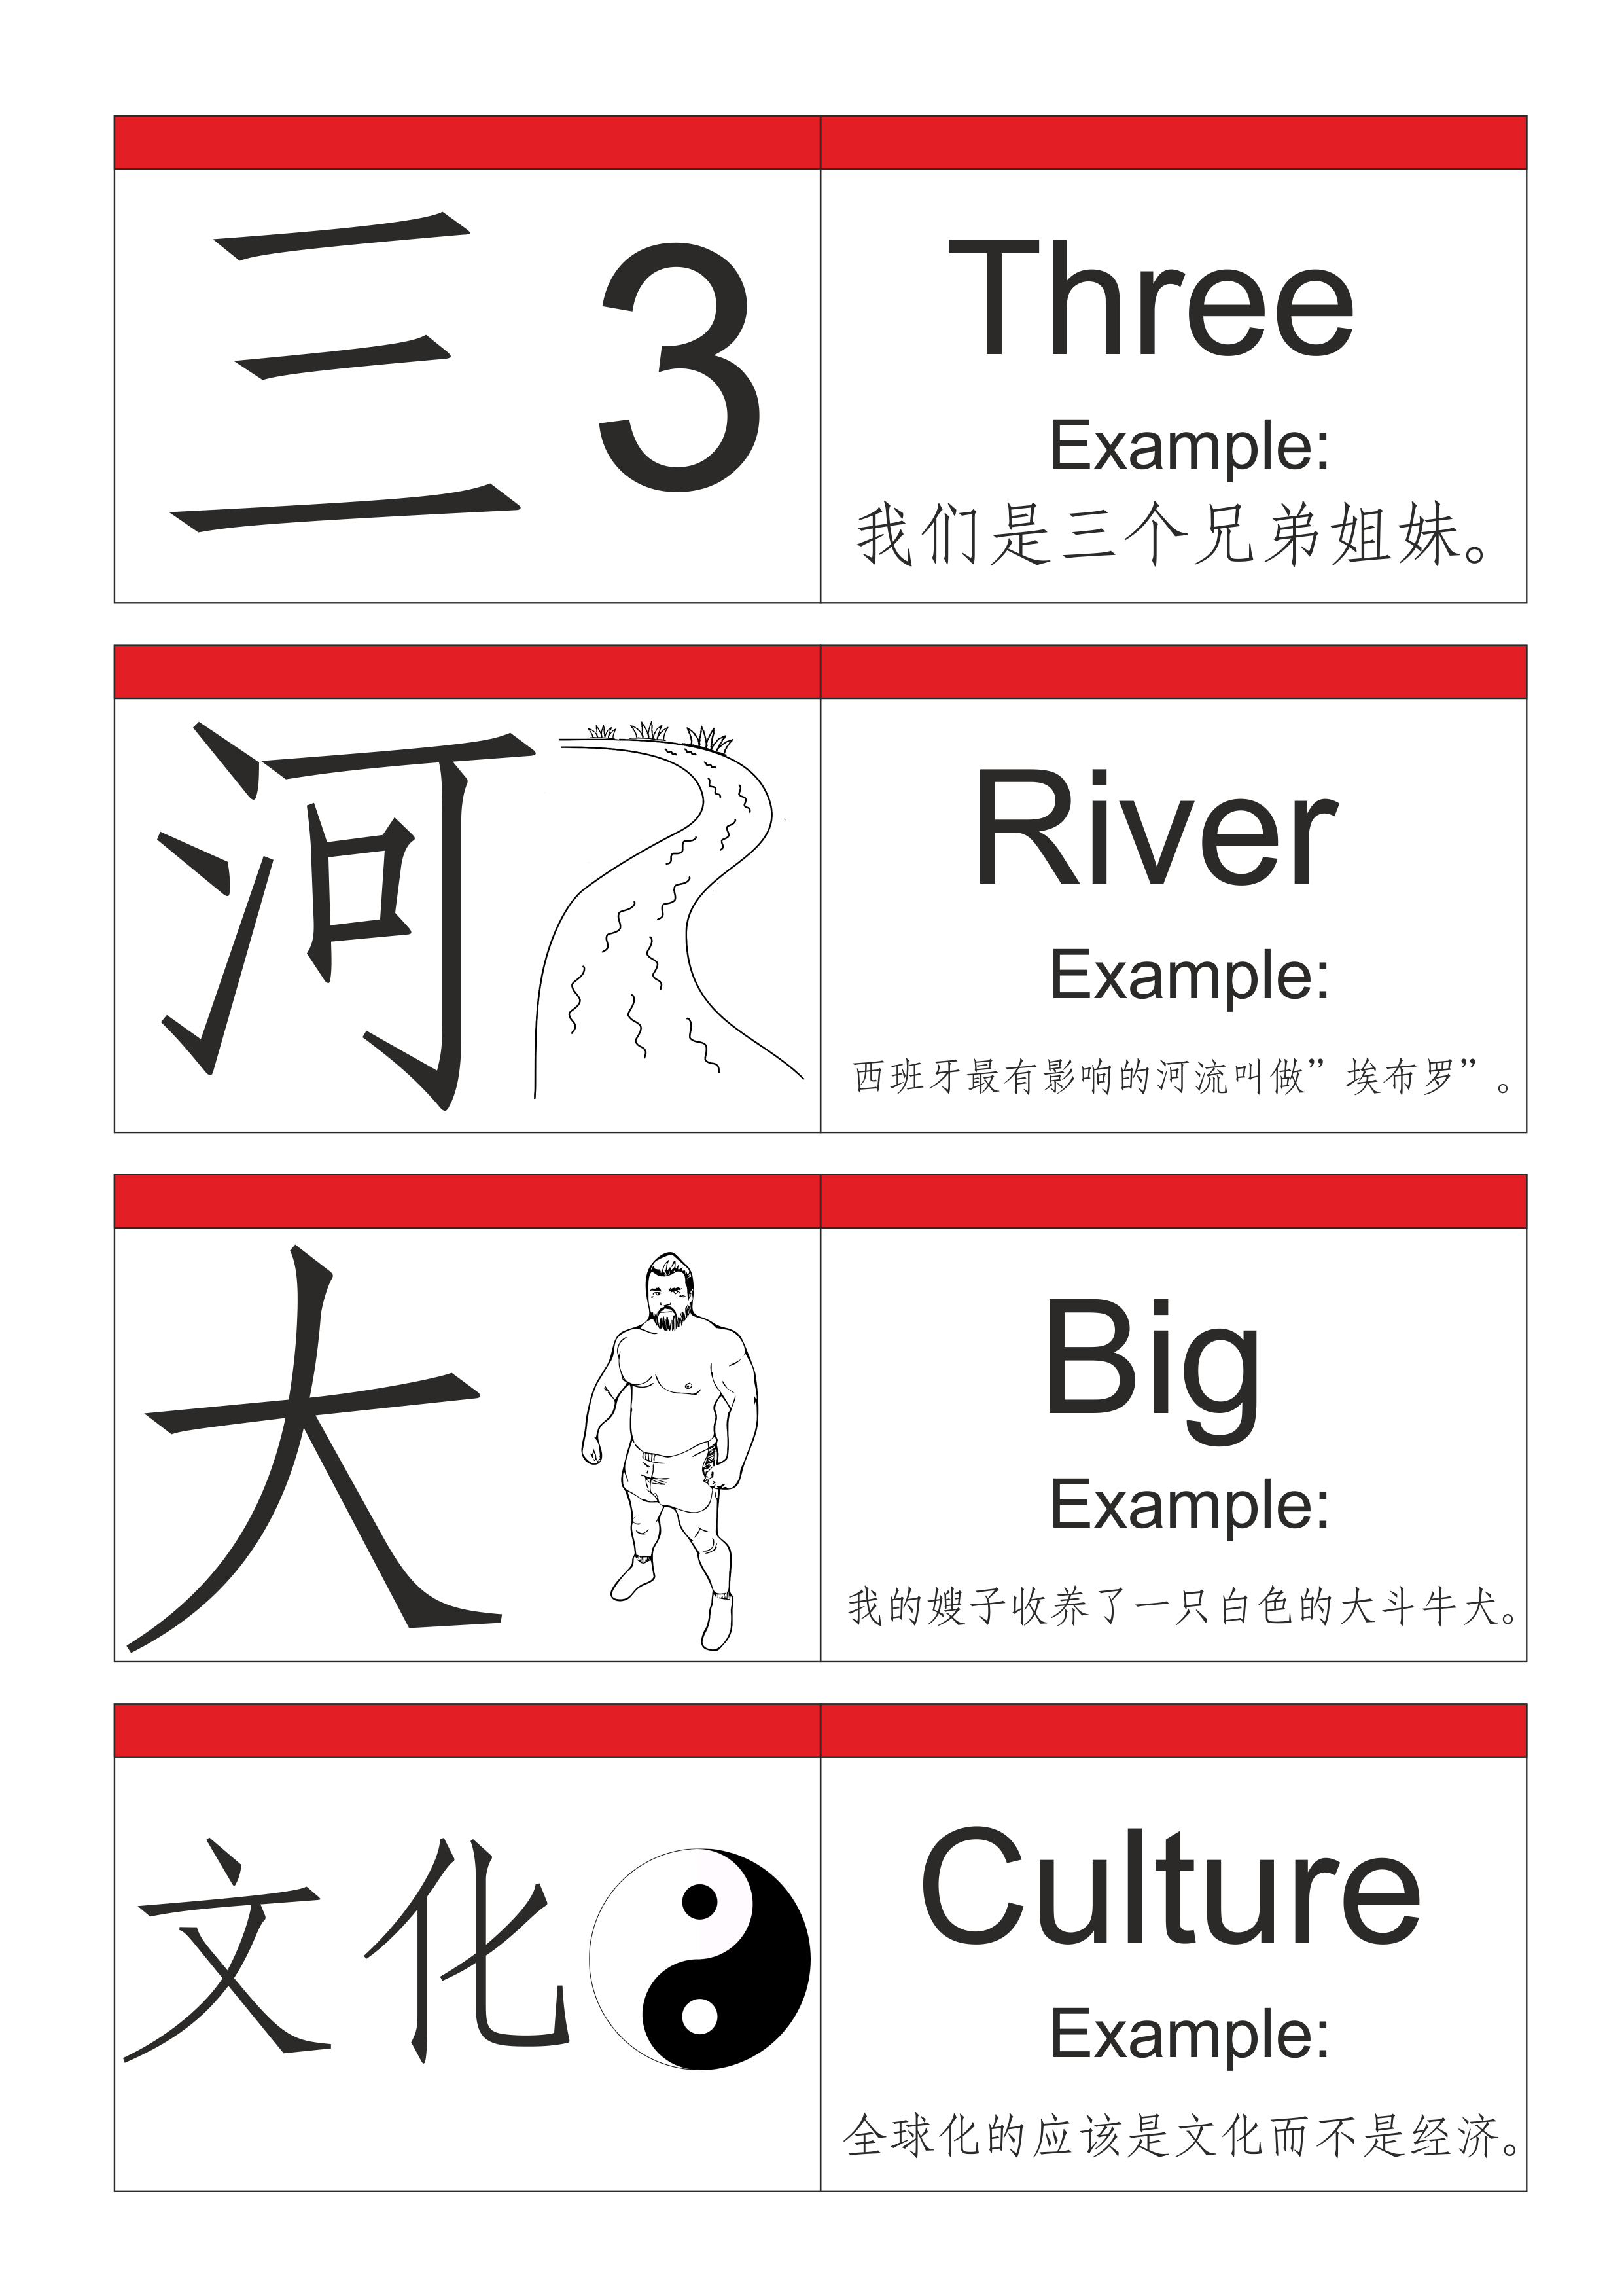 三 3
Three
Example:
我们是三个兄弟姐妹。
河
River
Example:
西班牙最有影响的河流叫做”埃布罗”。
大
Big
Example:
我的嫂子收养了一只白色的大斗牛犬。
文化
Culture
Example:
全球化的应该是文化而不是经济。